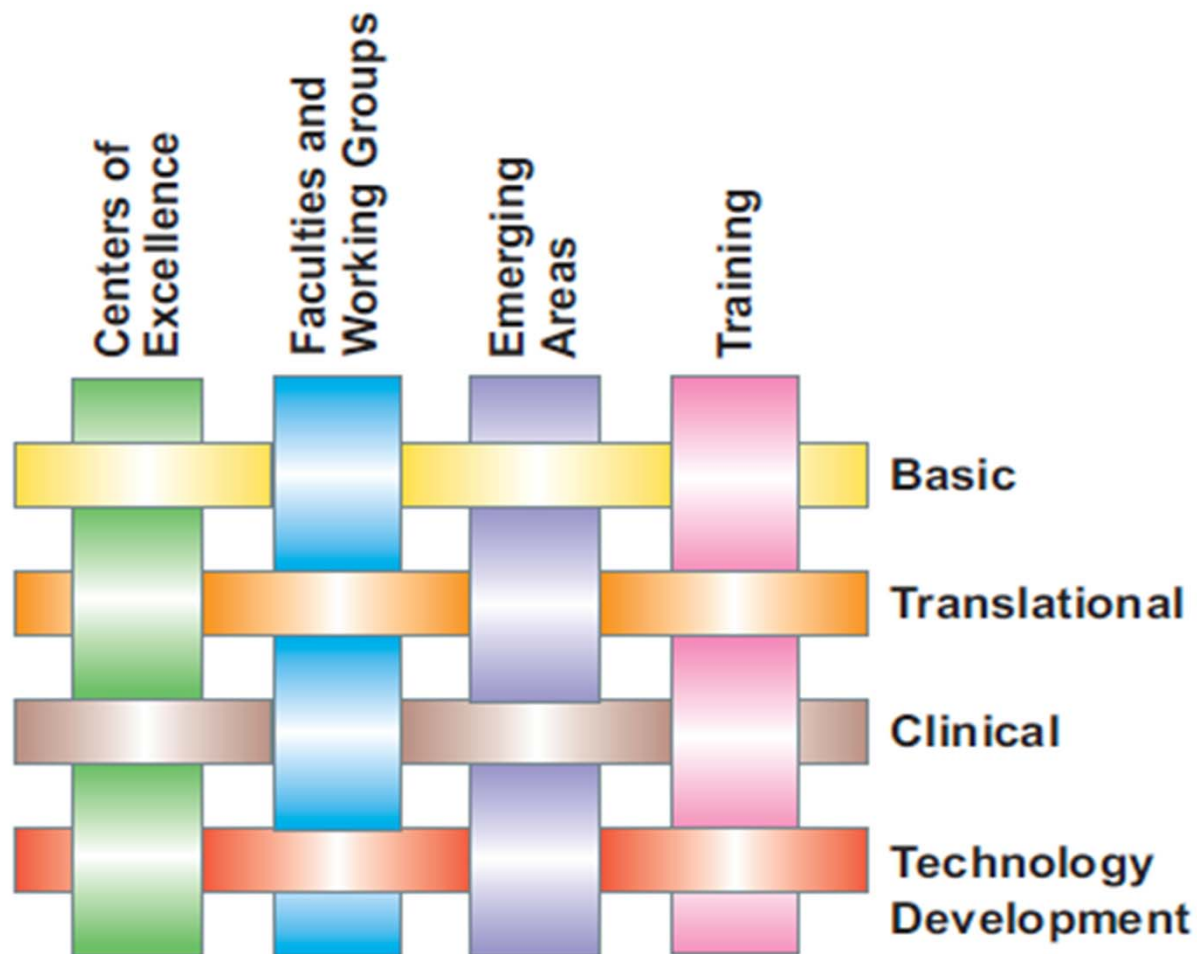 Centers of
Excellence
Faculties and
Working Groups
Emerging
Areas
Training
Basic
Translational
Clinical
Technology
Development